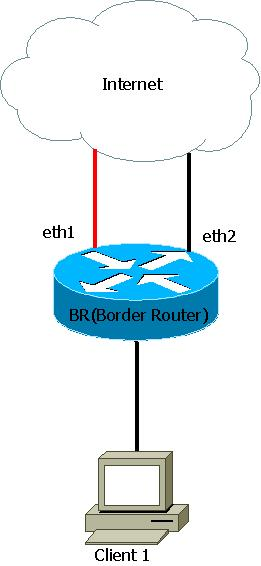 Internet
eth1
eth2
BR(Border Router)
Client 1